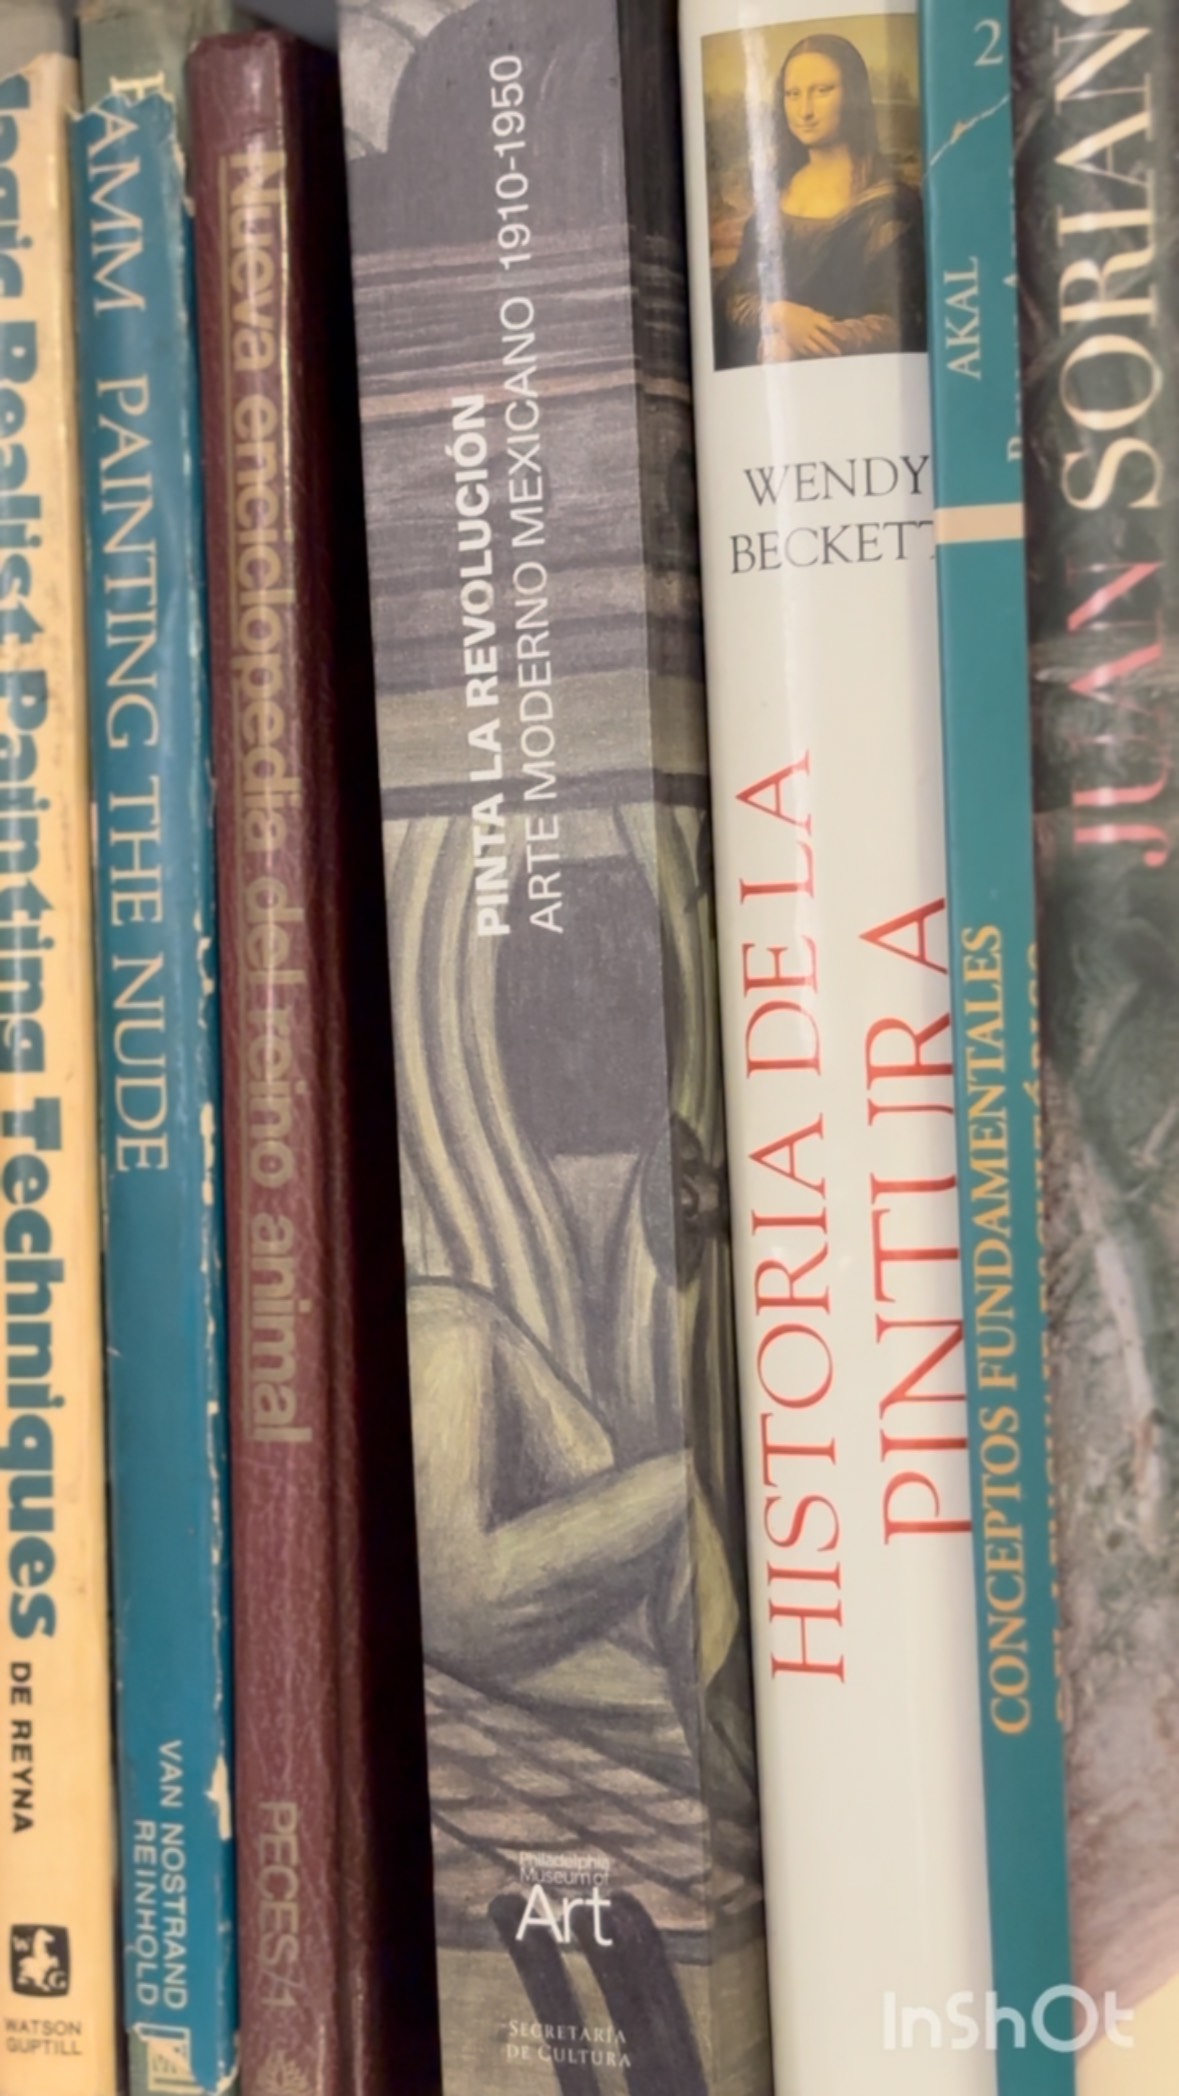 Realist Painting Techniques
DE REYNA
WATSON
GUPTILL
PAINTING THE NUDE
VAN NOSTRAND
REINHOLD
Nueva enciclopedia del reino animal
PECES/1
PINTA LA REVOLUCIÓN
ARTE MODERNO MEXICANO 1910-1950
Philadelphia
Museum of
Art
SECRETARÍA
DE CULTURA
WENDY
BECKETT
HISTORIA DE LA
PINTURA
2
AKAL
CONCEPTOS FUNDAMENTALES
JUAN SORIANO
InShOt